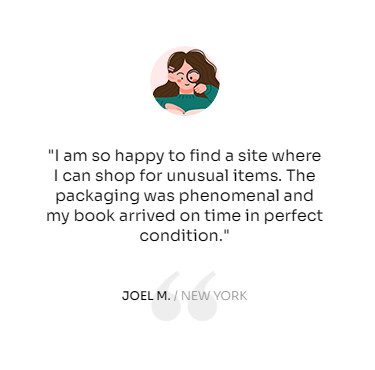 "I am so happy to find a site where
I can shop for unusual items. The
packaging was phenomenal and
my book arrived on time in perfect
condition."
JOEL M. / NEW YORK